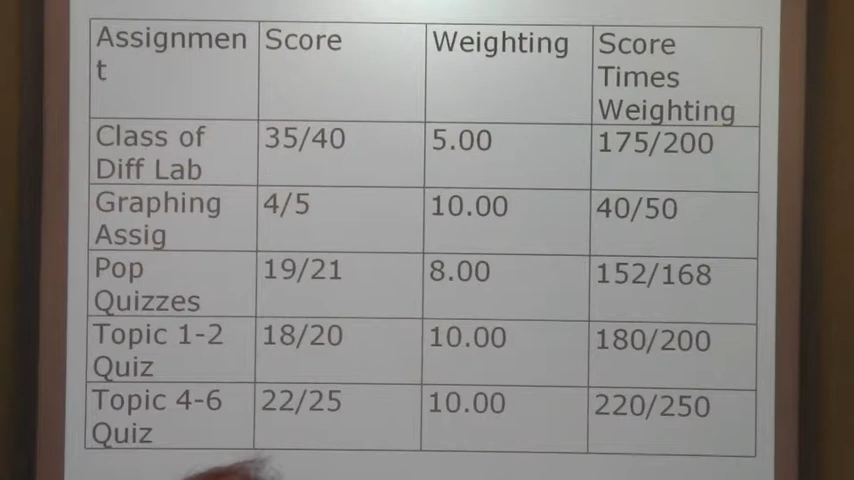 Assignmen Score Weighting Score
t Times
Weighting
Class of 35/40 5.00 175/200
Diff Lab
Graphing 4/5 10.00 40/50
Assig
Pop 19/21 8.00 152/168
Quizzes
Topic 1-2 18/20 10.00 180/200
Quiz
Topic 4-6 22/25 10.00 220/250
Quiz